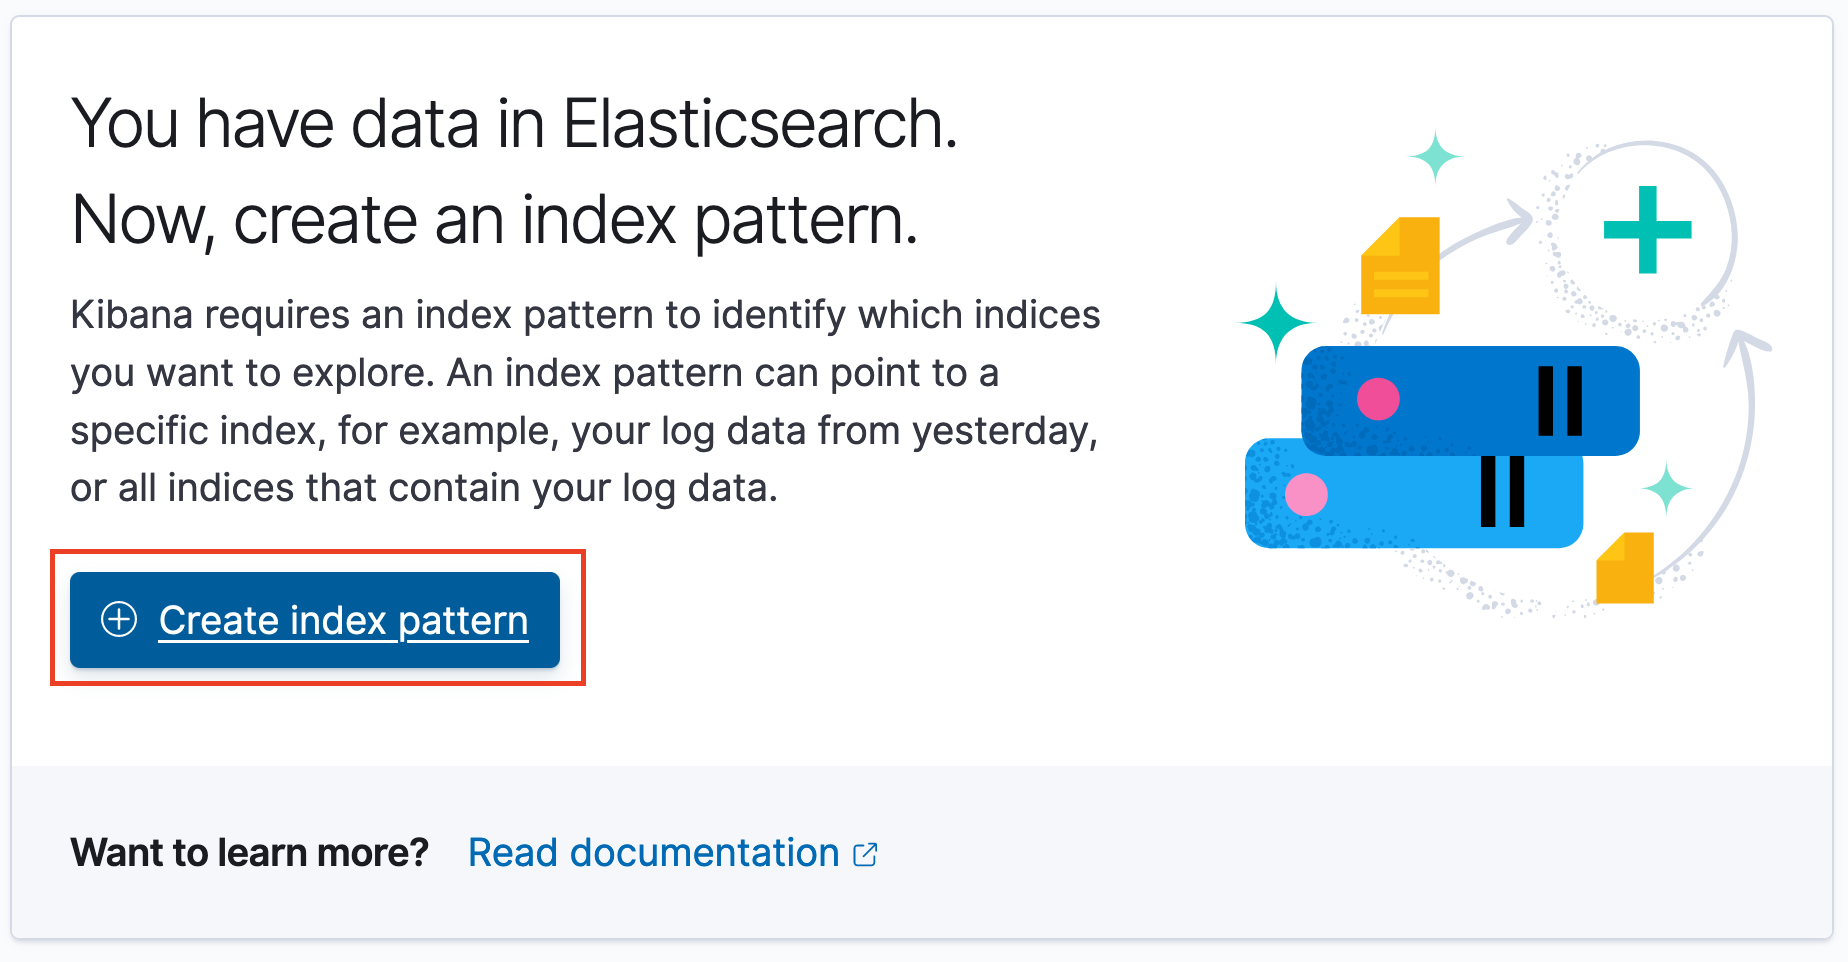 You have data in Elasticsearch.
Now, create an index pattern.
Kibana requires an index pattern to identify which indices
you want to explore. An index pattern can point to a
specific index, for example, your log data from yesterday,
or all indices that contain your log data.
Create index pattern
Want to learn more? Read documentation